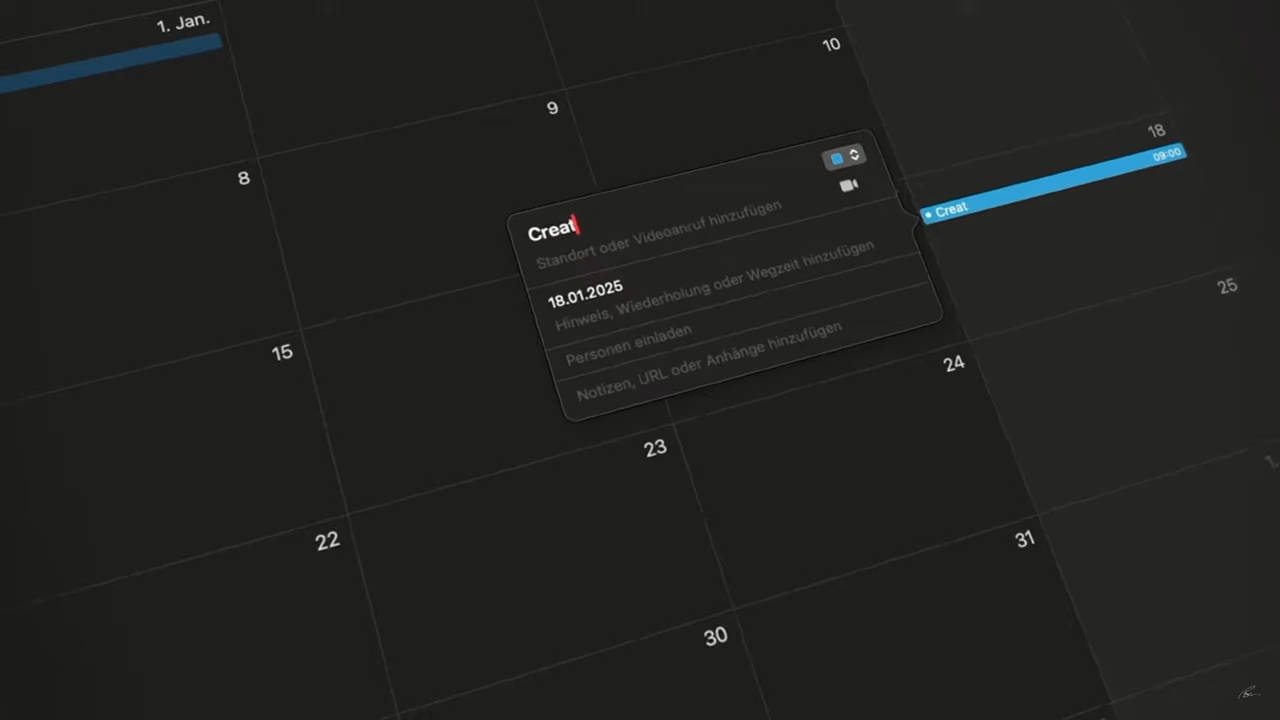 1. Jan.
10
9
8
18
09:00
Creat
Creat
Standort oder Videoanruf hinzufügen
18.01.2025
Hinweis, Wiederholung oder Wegzeit hinzufügen
Personen einladen
Notizen, URL oder Anhänge hinzufügen
15
25
24
23
22
31
30